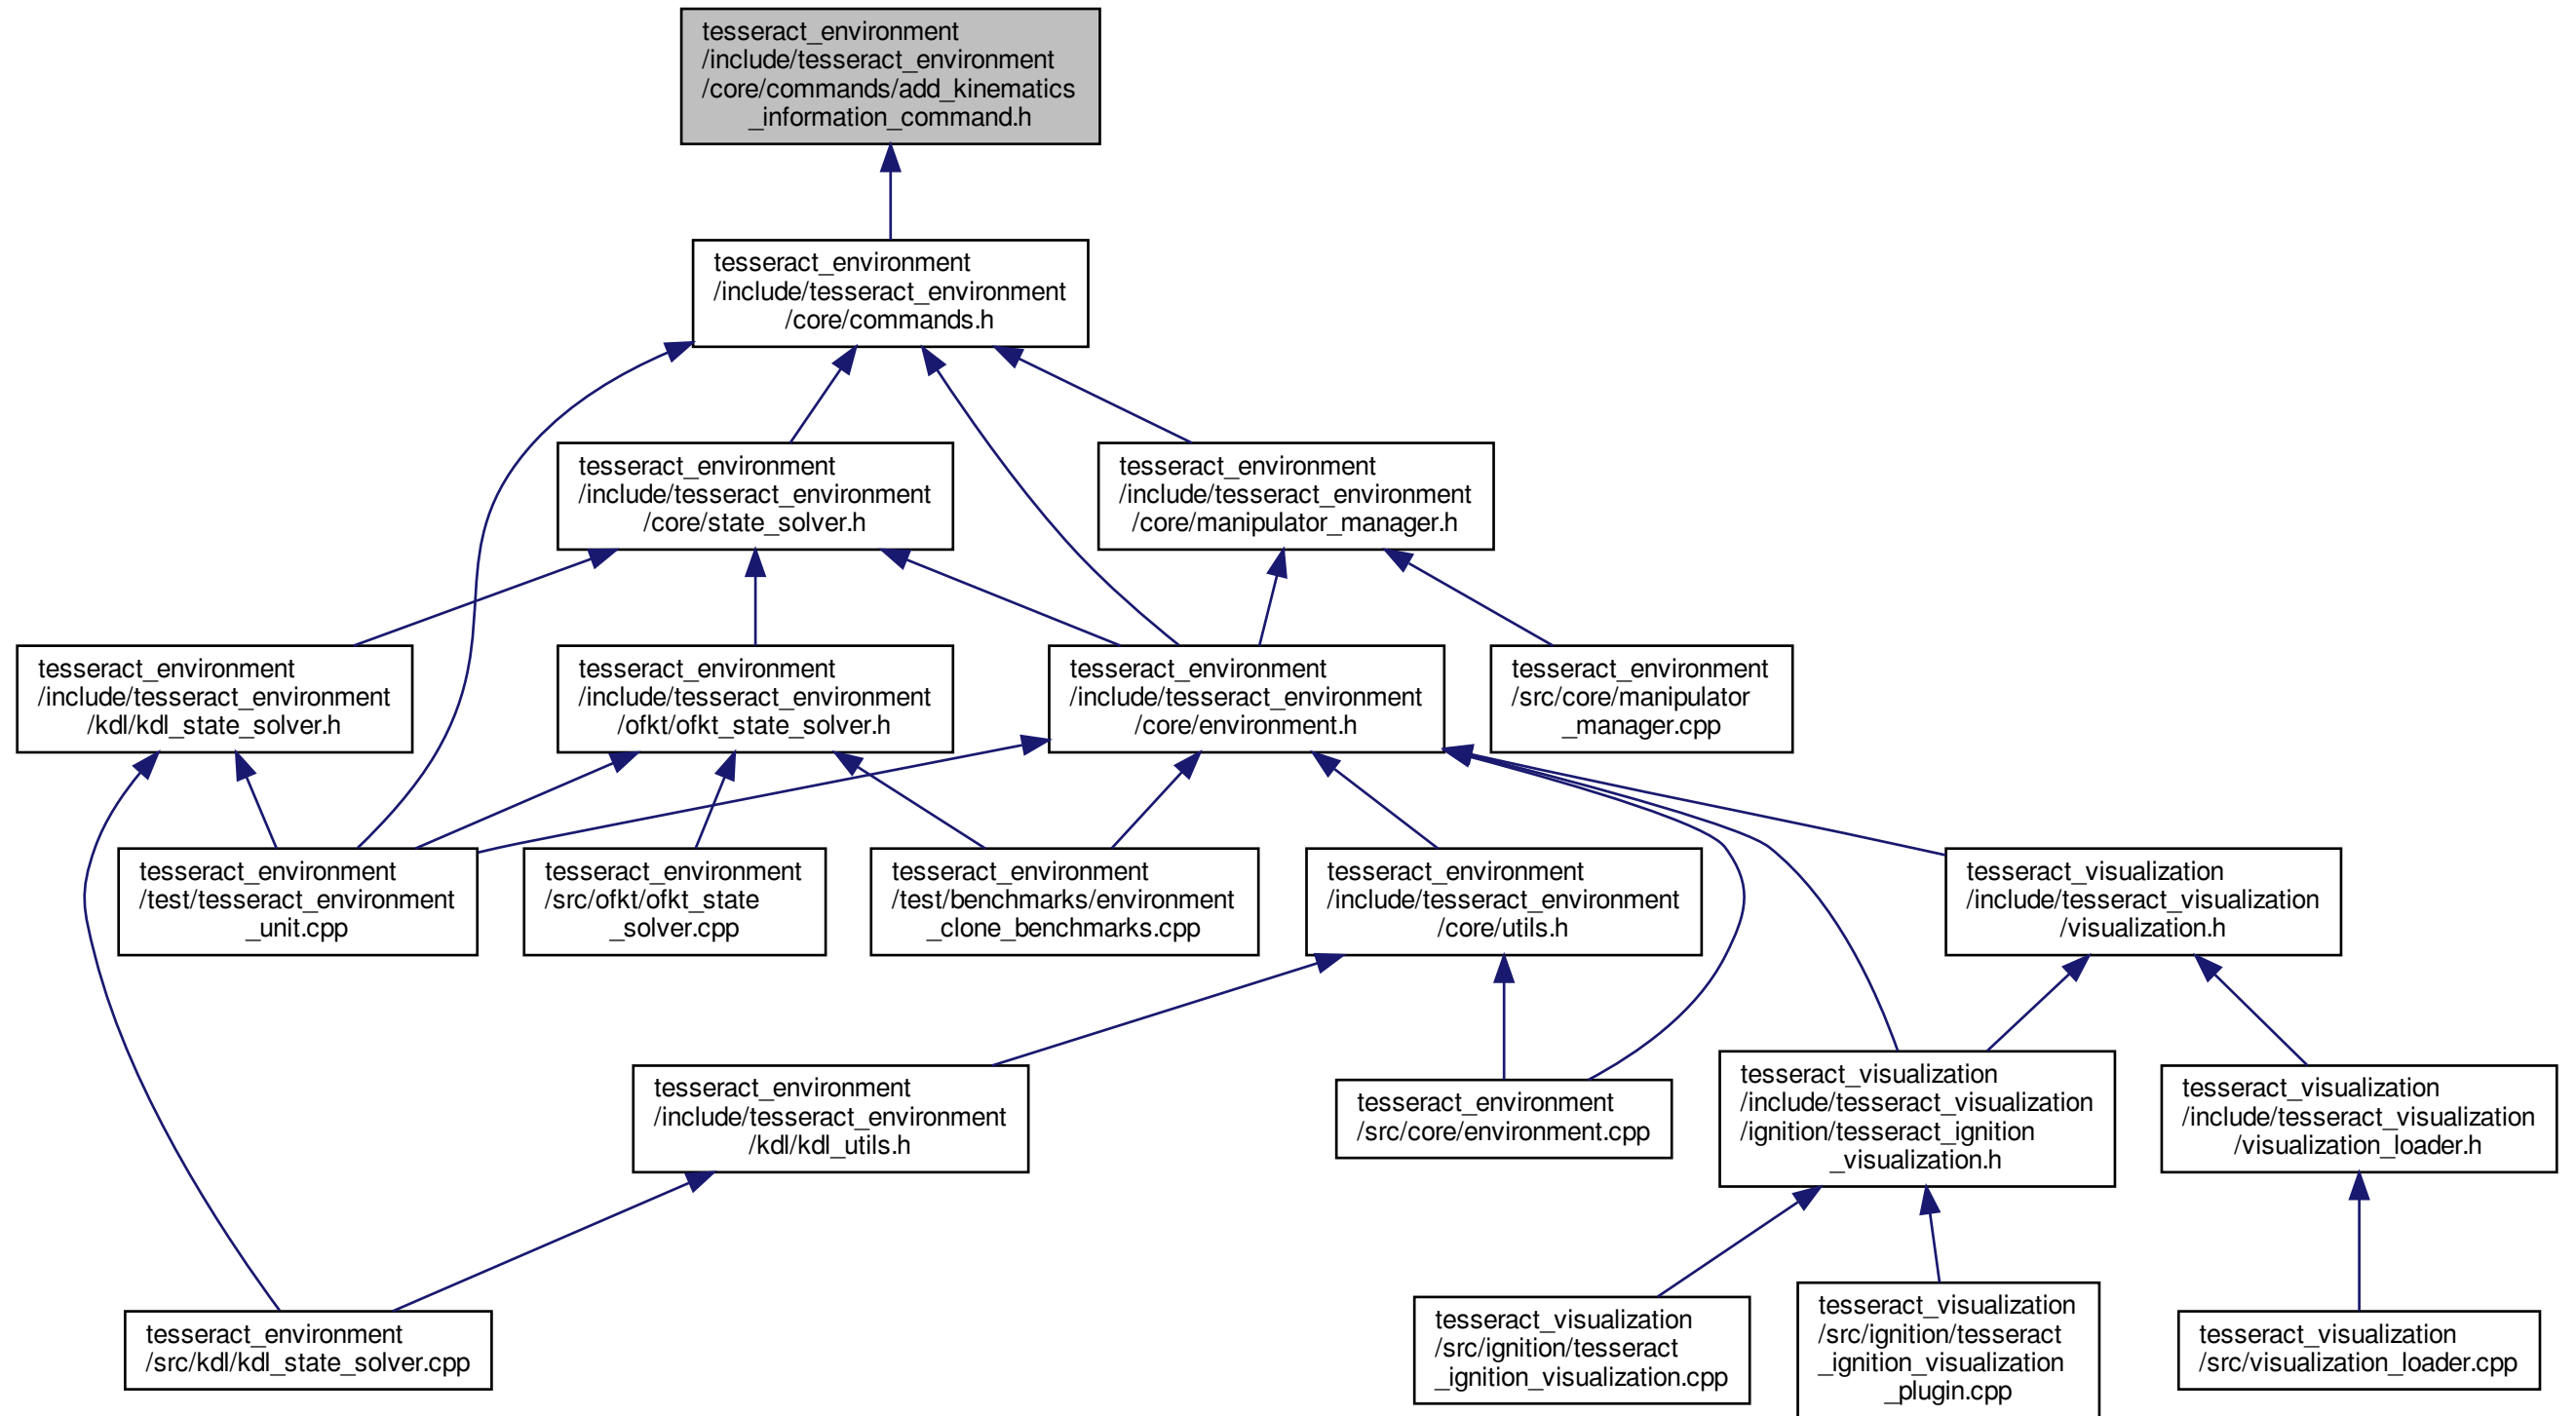 tesseract_environment
/include/tesseract_environment
/core/commands/add_kinematics
_information_command.h
tesseract_environment
/include/tesseract_environment
/core/commands.h
tesseract_environment
/include/tesseract_environment
/core/state_solver.h
tesseract_environment
/include/tesseract_environment
/core/manipulator_manager.h
tesseract_environment
/include/tesseract_environment
/kdl/kdl_state_solver.h
tesseract_environment
/include/tesseract_environment
/ofkt/ofkt_state_solver.h
tesseract_environment
/include/tesseract_environment
/core/environment.h
tesseract_environment
/src/core/manipulator
_manager.cpp
tesseract_environment
/test/tesseract_environment
_unit.cpp
tesseract_environment
/src/ofkt/ofkt_state
_solver.cpp
tesseract_environment
/test/benchmarks/environment
_clone_benchmarks.cpp
tesseract_environment
/include/tesseract_environment
/core/utils.h
tesseract_visualization
/include/tesseract_visualization
/visualization.h
tesseract_environment
/include/tesseract_environment
/kdl/kdl_utils.h
tesseract_environment
/src/core/environment.cpp
tesseract_visualization
/include/tesseract_visualization
/ignition/tesseract_ignition
_visualization.h
tesseract_visualization
/include/tesseract_visualization
/visualization_loader.h
tesseract_environment
/src/kdl/kdl_state_solver.cpp
tesseract_visualization
/src/ignition/tesseract
_ignition_visualization.cpp
tesseract_visualization
/src/ignition/tesseract
_ignition_visualization
_plugin.cpp
tesseract_visualization
/src/visualization_loader.cpp